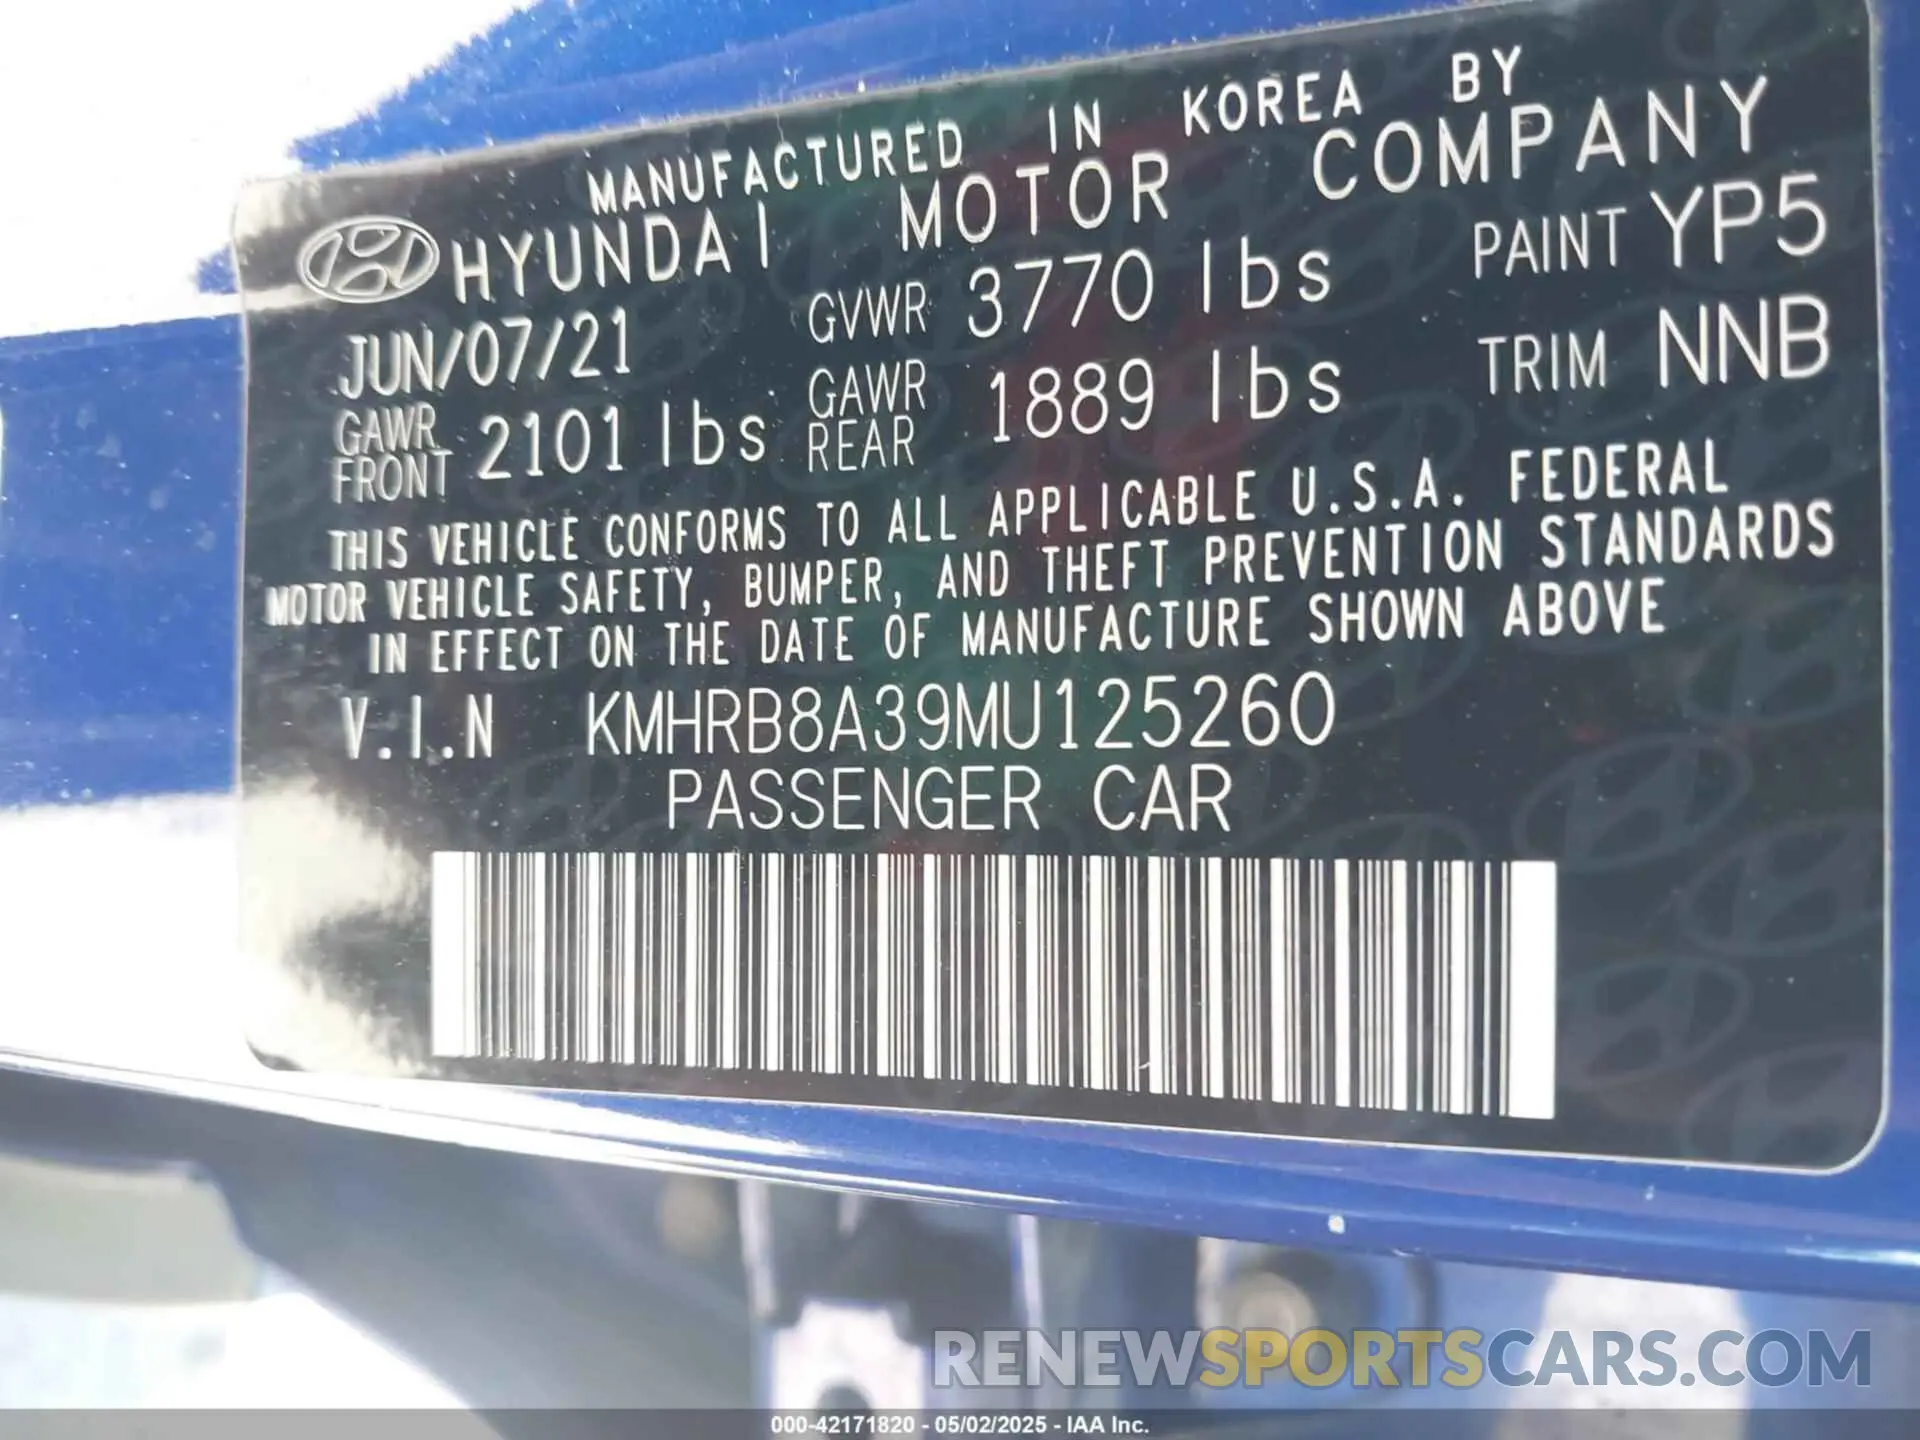 MANUFACTURED IN KOREA BY
HYUNDAI MOTOR COMPANY
JUN/07/21 GVWR 3770 lbs PAINT YP5
GAWR FRONT 2101 lbs GAWR REAR 1889 lbs TRIM NNB
THIS VEHICLE CONFORMS TO ALL APPLICABLE U.S.A. FEDERAL
MOTOR VEHICLE SAFETY, BUMPER, AND THEFT PREVENTION STANDARDS
IN EFFECT ON THE DATE OF MANUFACTURE SHOWN ABOVE
V.I.N KMHRB8A39MU125260
PASSENGER CAR
RENEWSPORTSCARS.COM
000-42171820 - 05/02/2025 - IAA Inc.